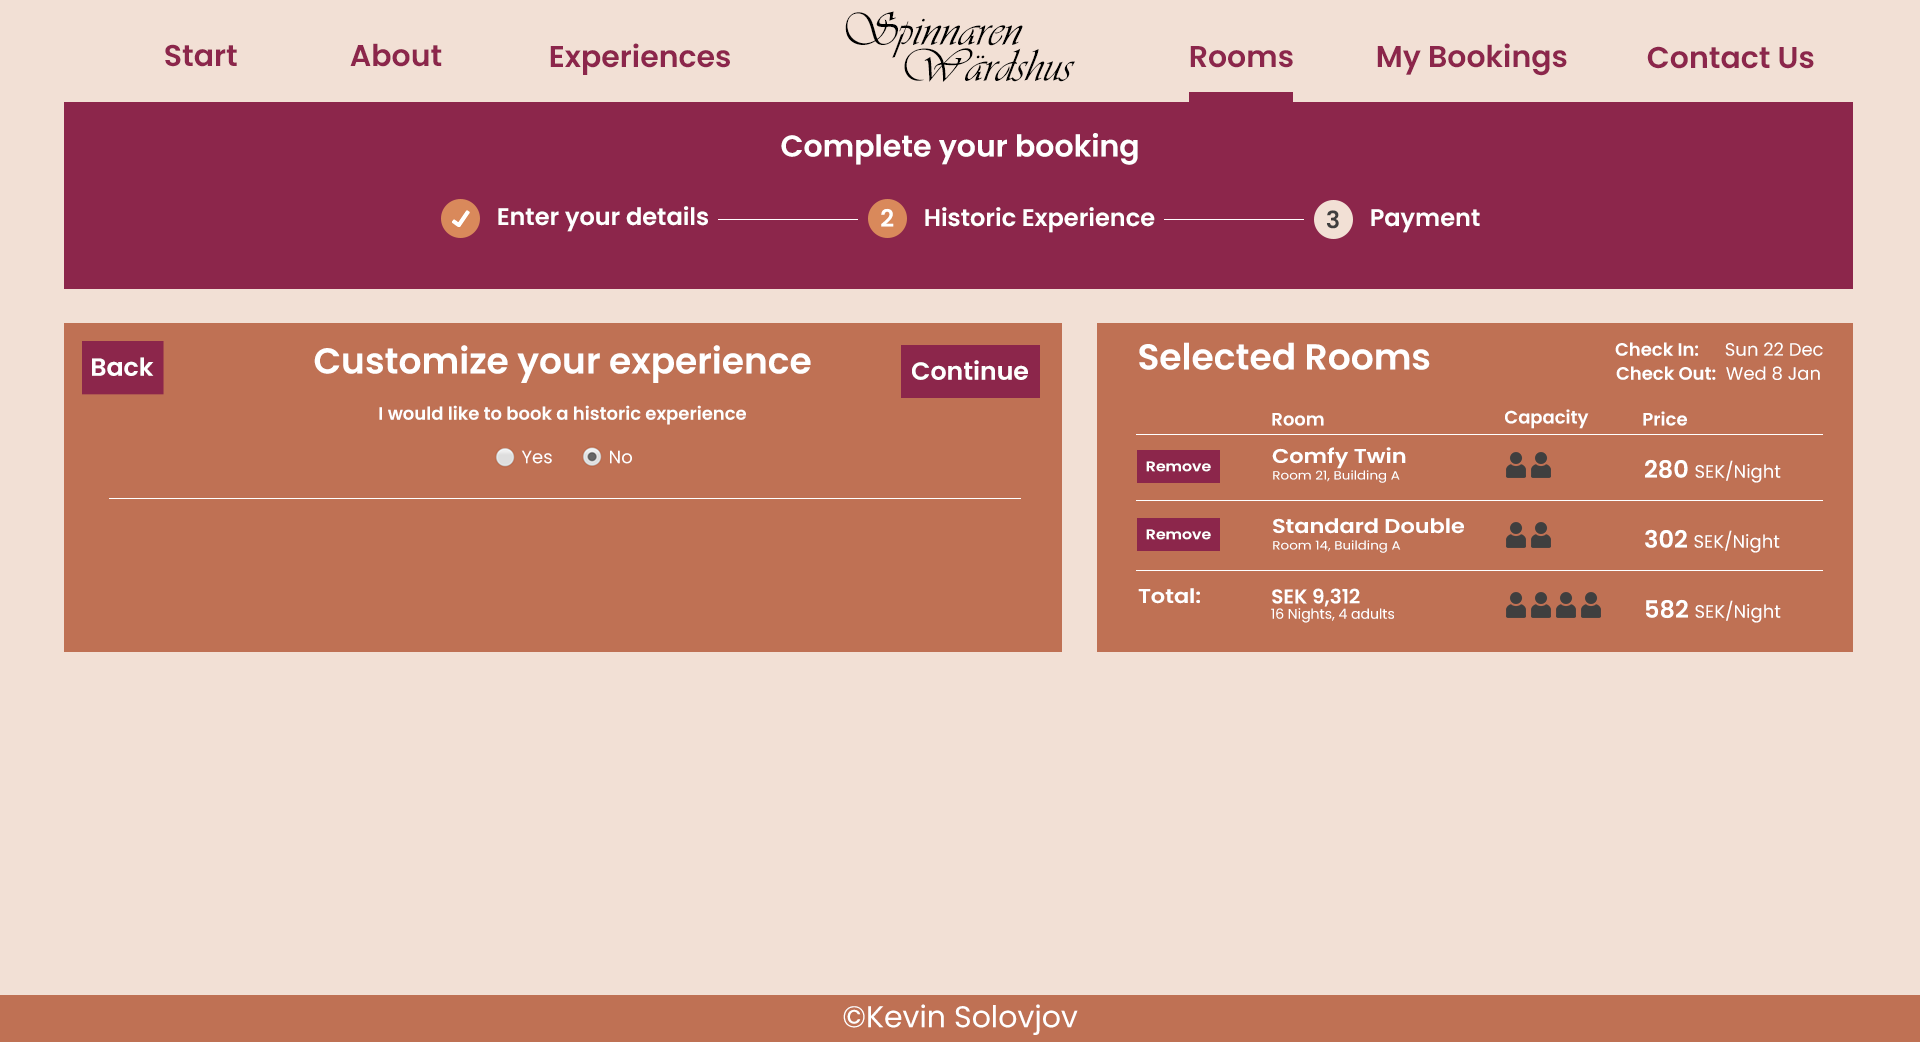 Start
About
Experiences
Spinnaren
Wärdshus
Rooms
My Bookings
Contact Us
Complete your booking
Enter your details
2
Historic Experience
3
Payment
Back
Customize your experience
Continue
I would like to book a historic experience
Yes
No
Selected Rooms
Check In: Sun 22 Dec
Check Out: Wed 8 Jan
Room
Capacity
Price
Remove
Comfy Twin
Room 21, Building A
280 SEK/Night
Remove
Standard Double
Room 14, Building A
302 SEK/Night
Total:
SEK 9,312
16 Nights, 4 adults
582 SEK/Night
©Kevin Solovjov